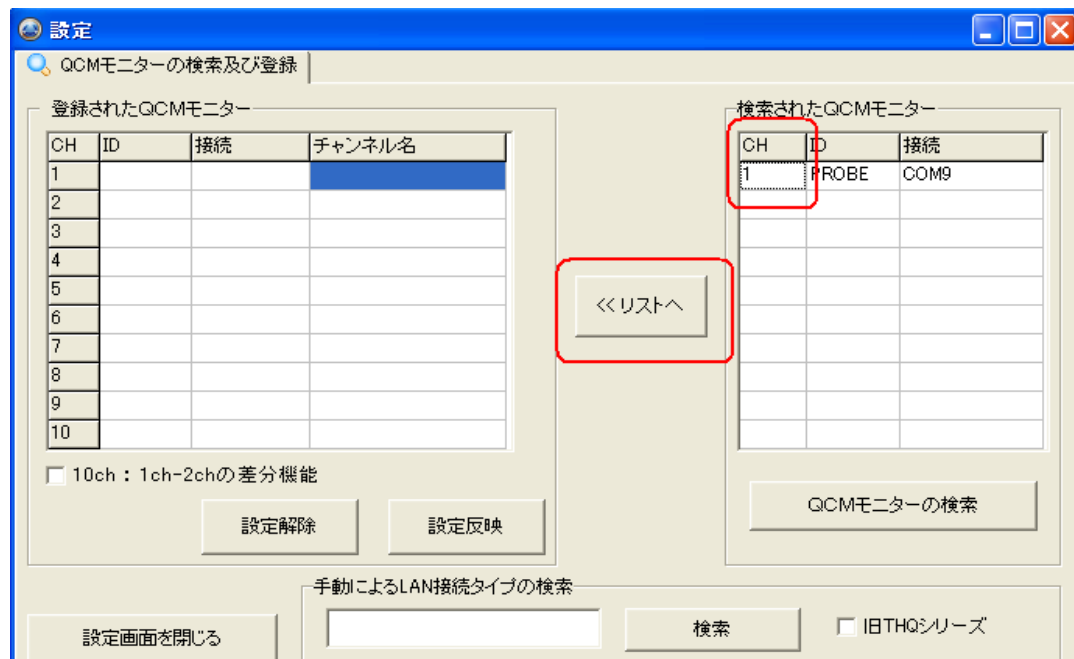 設定
QCMモニターの検索及び登録
登録されたQCMモニター
CH ID 接続 チャンネル名
1
2
3
4
5
6
7
8
9
10
10ch：1ch-2chの差分機能
設定解除 設定反映
<<リストへ
検索されたQCMモニター
CH ID 接続
1 PROBE COM9
QCMモニターの検索
手動によるLAN接続タイプの検索
設定画面を閉じる
検索
旧THQシリーズ